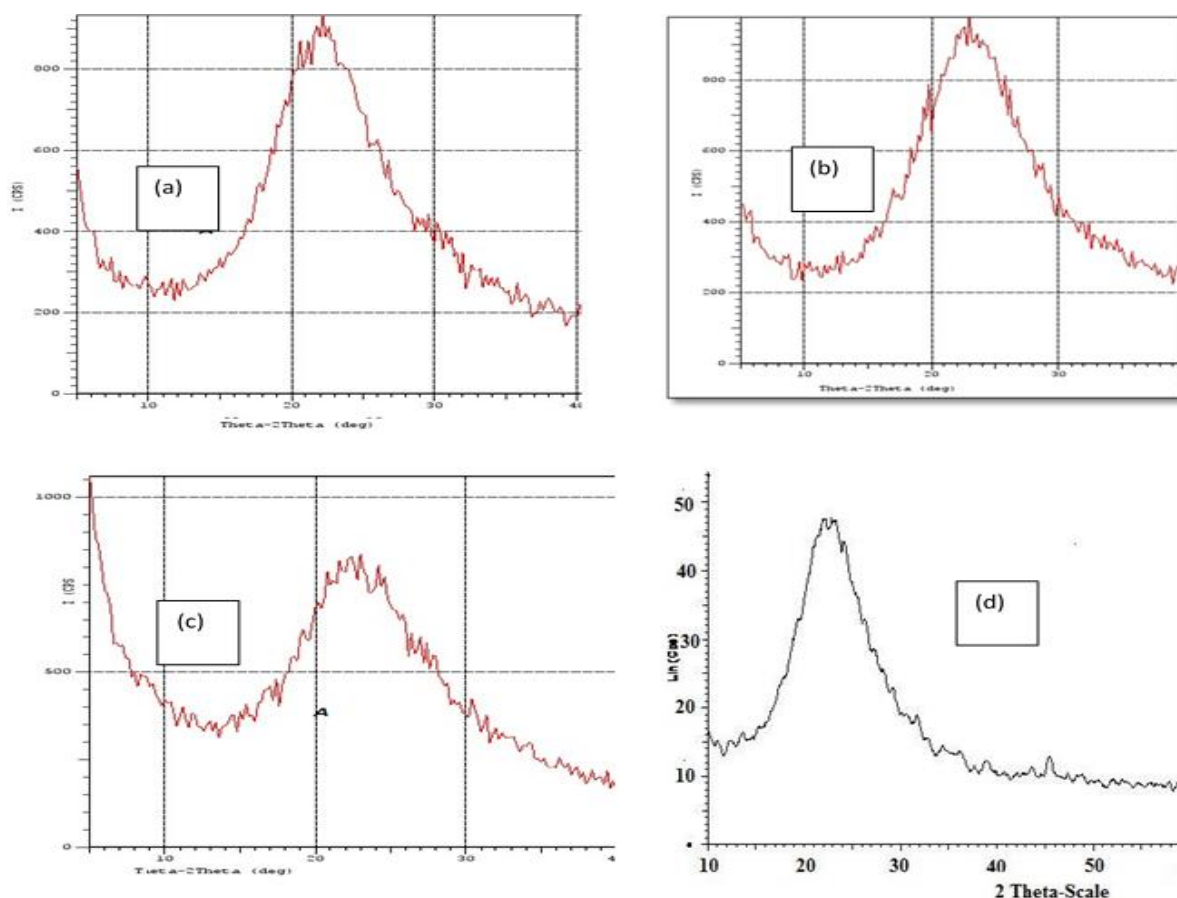 800
600
400
200
0
I (CPS)
(a)
10 20 30 40
Theta-2Theta (deg)
800
600
400
200
0
I (CPS)
(b)
10 20 30
Theta-2Theta (deg)
1000
500
0
I (CPS
(c)
A
10 20 30
Theta-2Theta (deg)
50
40
30
20
10
Lin (Cps)
(d)
10 20 30 40 50
2 Theta-Scale